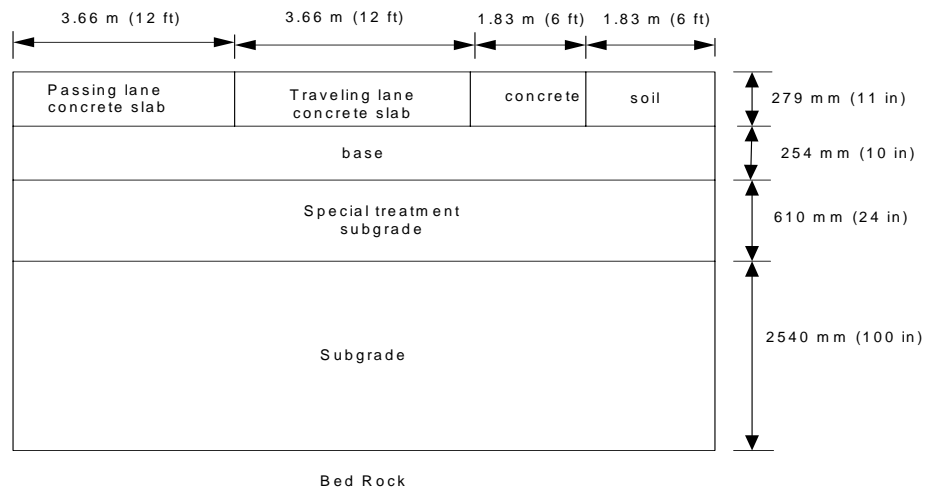 3.66 m (12 ft)
3.66 m (12 ft)
1.83 m (6 ft)
1.83 m (6 ft)
Passing lane
concrete slab
Traveling lane
concrete slab
concrete
soil
279 mm (11 in)
base
254 mm (10 in)
Special treatment
subgrade
610 mm (24 in)
Subgrade
2540 mm (100 in)
Bed Rock